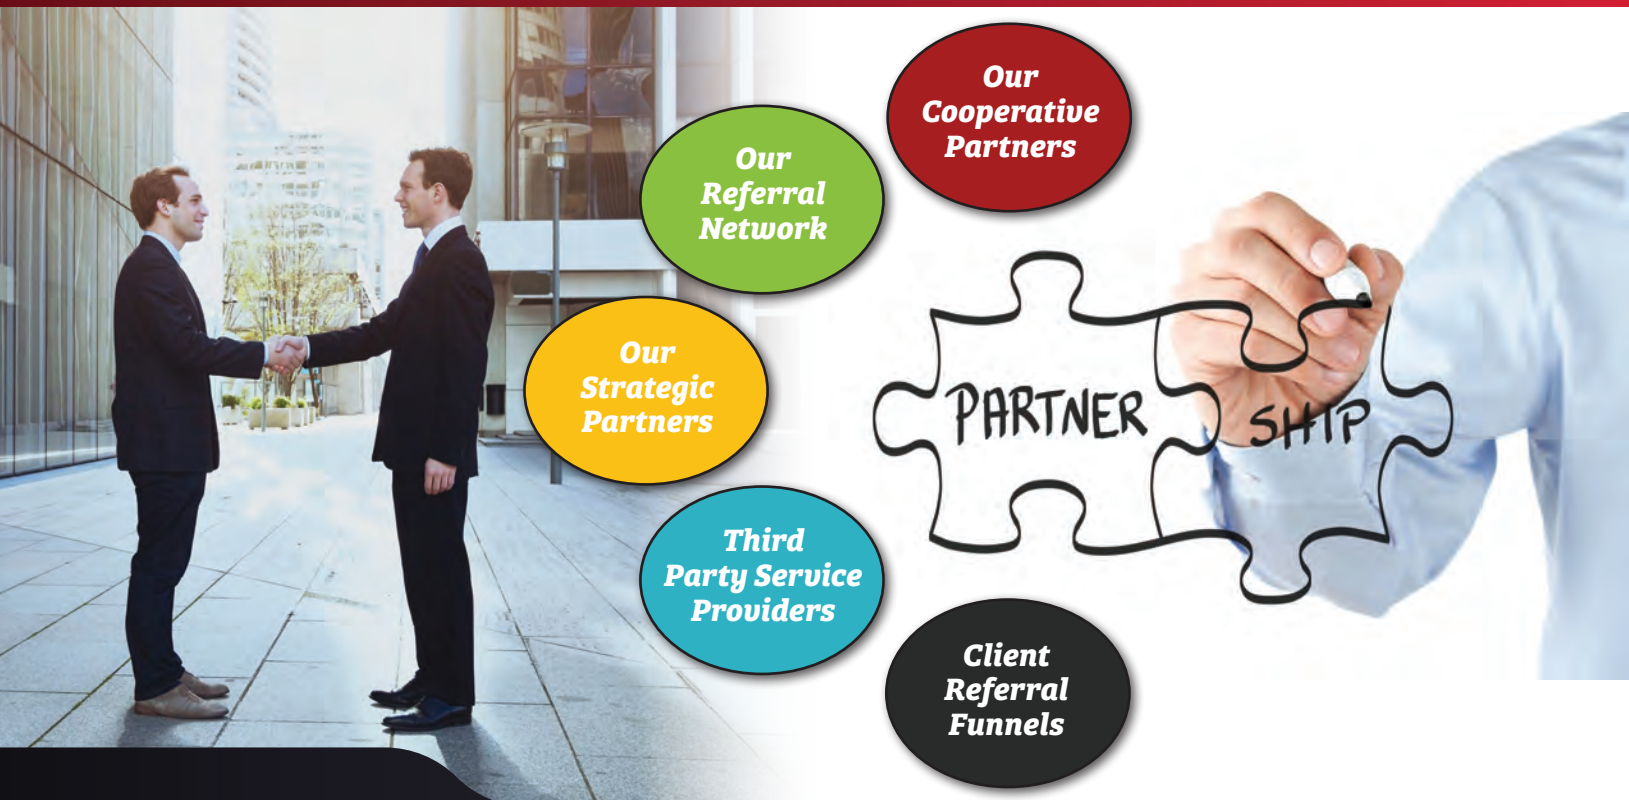 Our
Cooperative
Partners
Our
Referral
Network
Our
Strategic
Partners
Third
Party Service
Providers
Client
Referral
Funnels
PARTNER SHIP